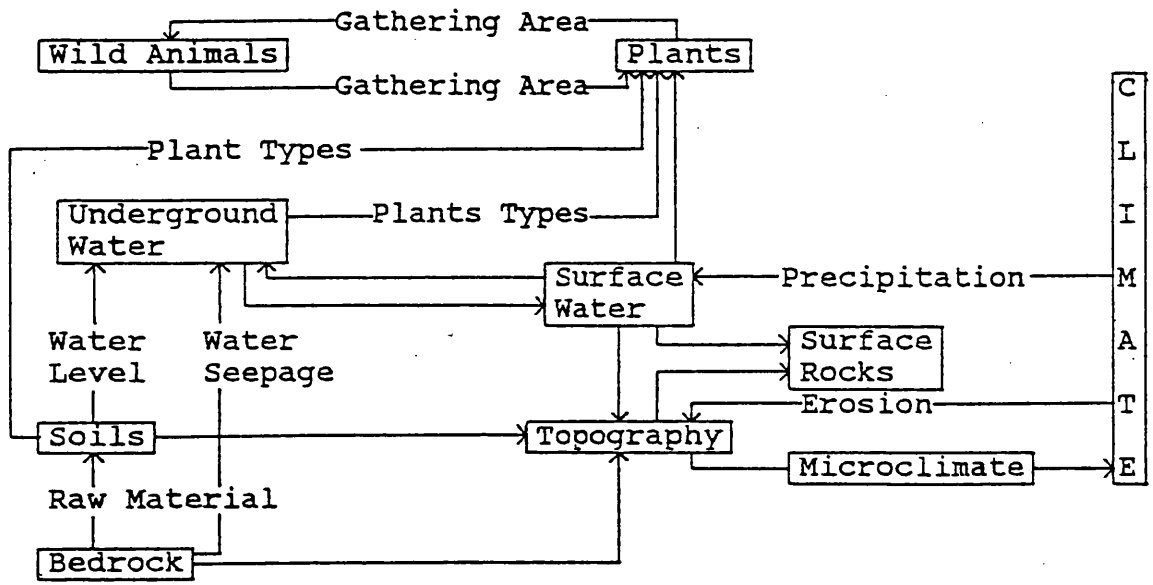 Gathering Area
Wild Animals
Plants
Gathering Area
C
L
I
M
A
T
E
Plant Types
Underground
Water
Plants Types
Surface
Water
Precipitation
Water
Level
Water
Seepage
Surface
Rocks
Erosion
Soils
Topography
Microclimate
Raw Material
Bedrock